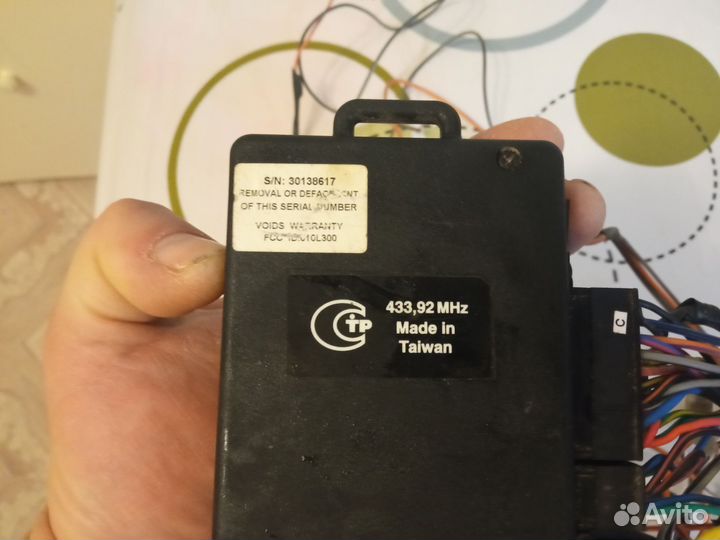 S/N: 30138617
REMOVAL OR DEFACEMENT
OF THIS SERIAL NUMBER
VOIDS WARRANTY
433,92 MHz
Made in
Taiwan
C
Avito